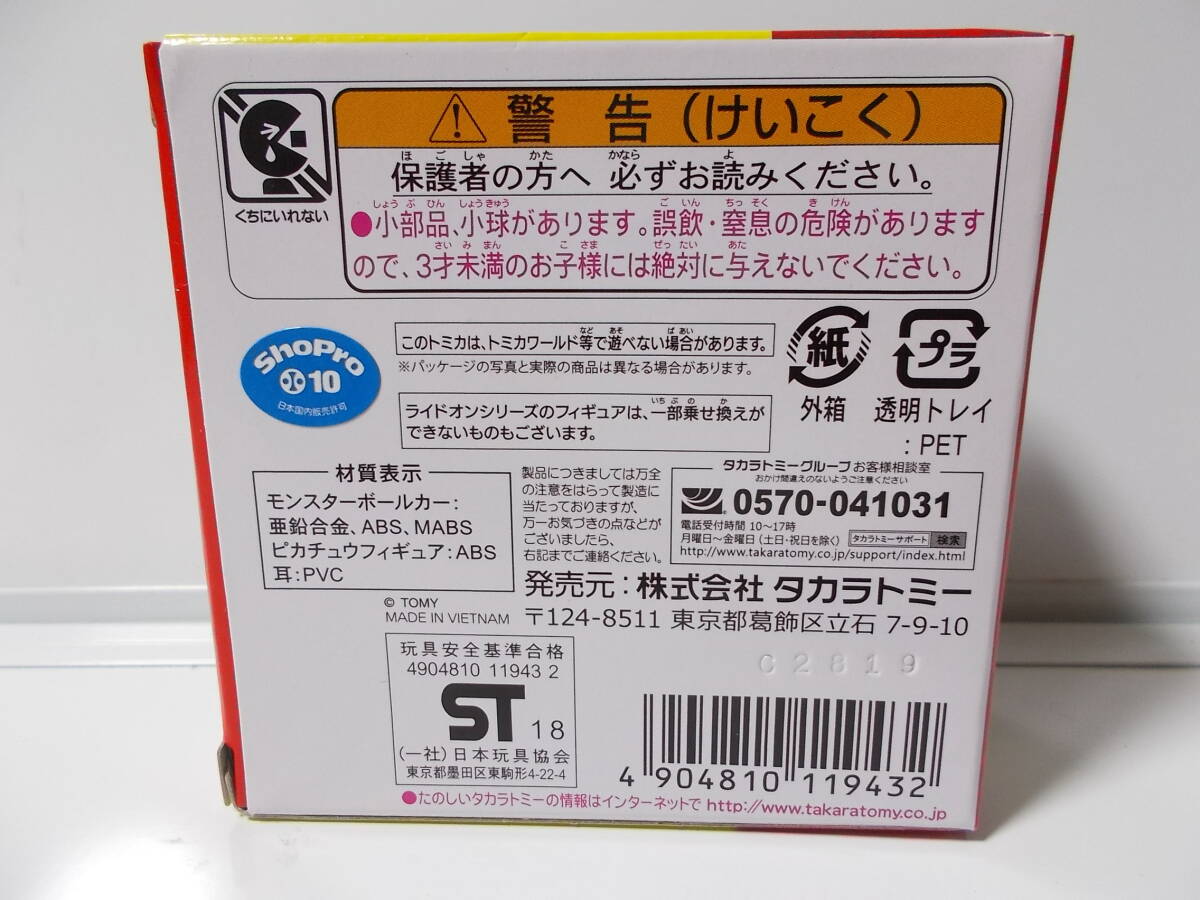 警 告 (けいこく)
くちにいれない
保護者の方へ 必ずお読みください。
●小部品、小球があります。誤飲・窒息の危険があります
ので、3才未満のお子様には絶対に与えないでください。
ShoPro
10
日本国内販売許可
このトミカは、トミカワールド等で遊べない場合があります。
※パッケージの写真と実際の商品は異なる場合があります。
ライドオンシリーズのフィギュアは、一部乗せ換えが
できないものもございます。
紙
外箱
プラ
透明トレイ
:PET
材質表示
モンスターボールカー:
亜鉛合金、ABS、MABS
ピカチュウフィギュア:ABS
耳:PVC
製品につきましては万全
の注意をはらって製造に
当たっておりますが、
万一お気づきの点などが
ございましたら、
右記までご連絡ください。
タカラトミーグループ お客様相談室
おかけ間違えのないようご注意ください
0570-041031
電話受付時間 10〜17時
月曜日〜金曜日(土日・祝日を除く) タカラトミーサポート 検索
http://www.takaratomy.co.jp/support/index.html
© TOMY
MADE IN VIETNAM
発売元:株式会社 タカラトミー
〒124-8511 東京都葛飾区立石 7-9-10
C2819
玩具安全基準合格
4904810 11943 2
ST 18
(一社)日本玩具協会
東京都墨田区東駒形4-22-4
4 904810 119432
●たのしいタカラトミーの情報はインターネットで http://www.takaratomy.co.jp